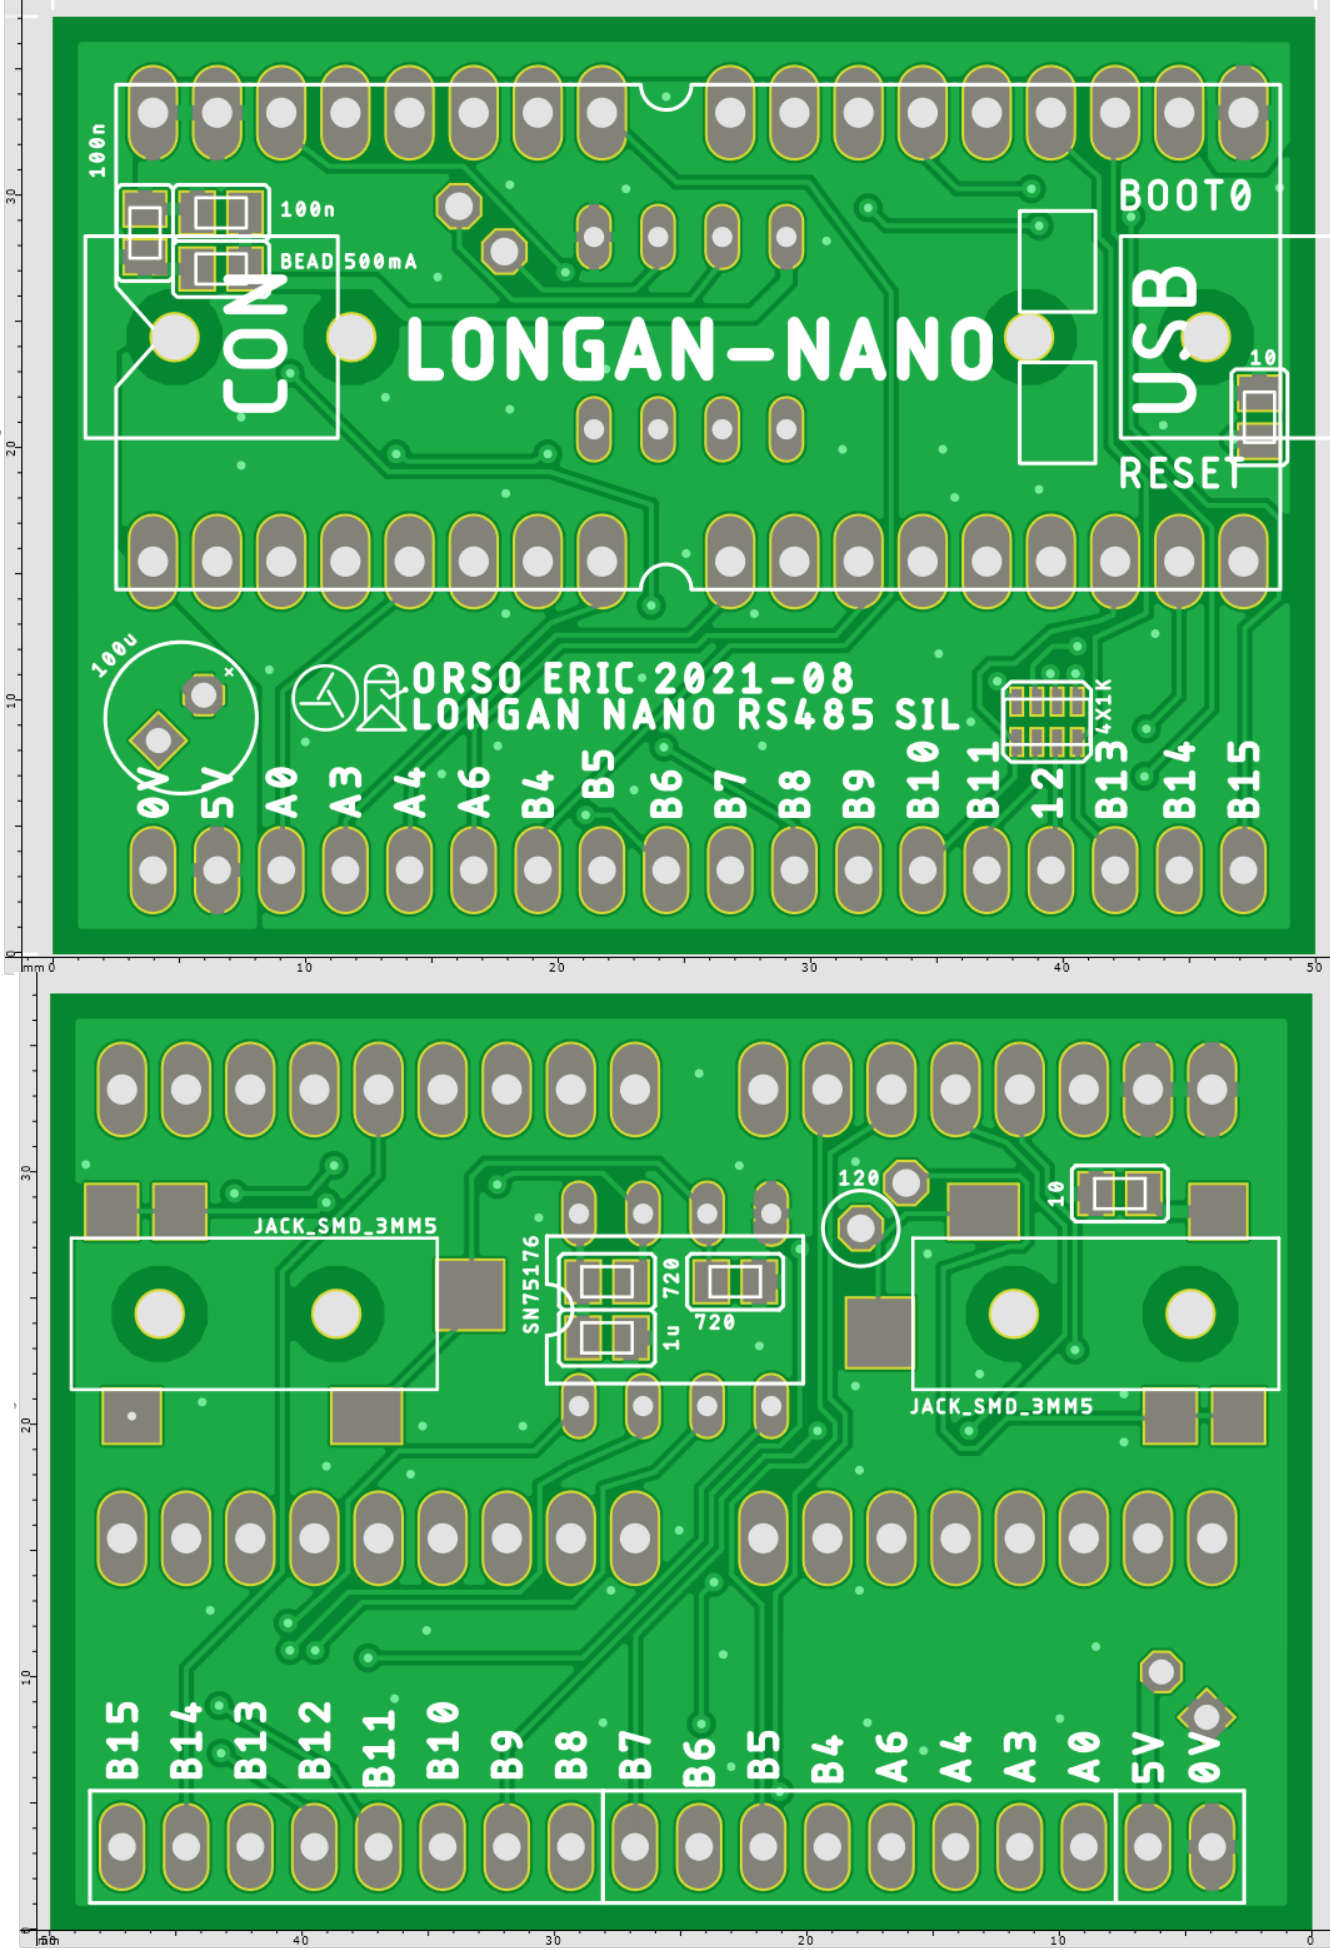 100n
30
BOOT0
100n
BEAD 500mA
CON
LONGAN-NANO
USB
10
20
RESET
100u
+
ORSO ERIC 2021-08
LONGAN NANO RS485 SIL
4X1K
10
0V 5V A0 A3 A4 A6 B4 B5 B6 B7 B8 B9 B10 B11 12 B13 B14 B15
0
mm 0 10 20 30 40 50
30
120
10
JACK_SMD_3MM5
SN75176
720
720
1u
JACK_SMD_3MM5
20
10
B15 B14 B13 B12 B11 B10 B9 B8 B7 B6 B5 B4 A6 A4 A3 A0 5V 0V
0
50 mm 40 30 20 10 0